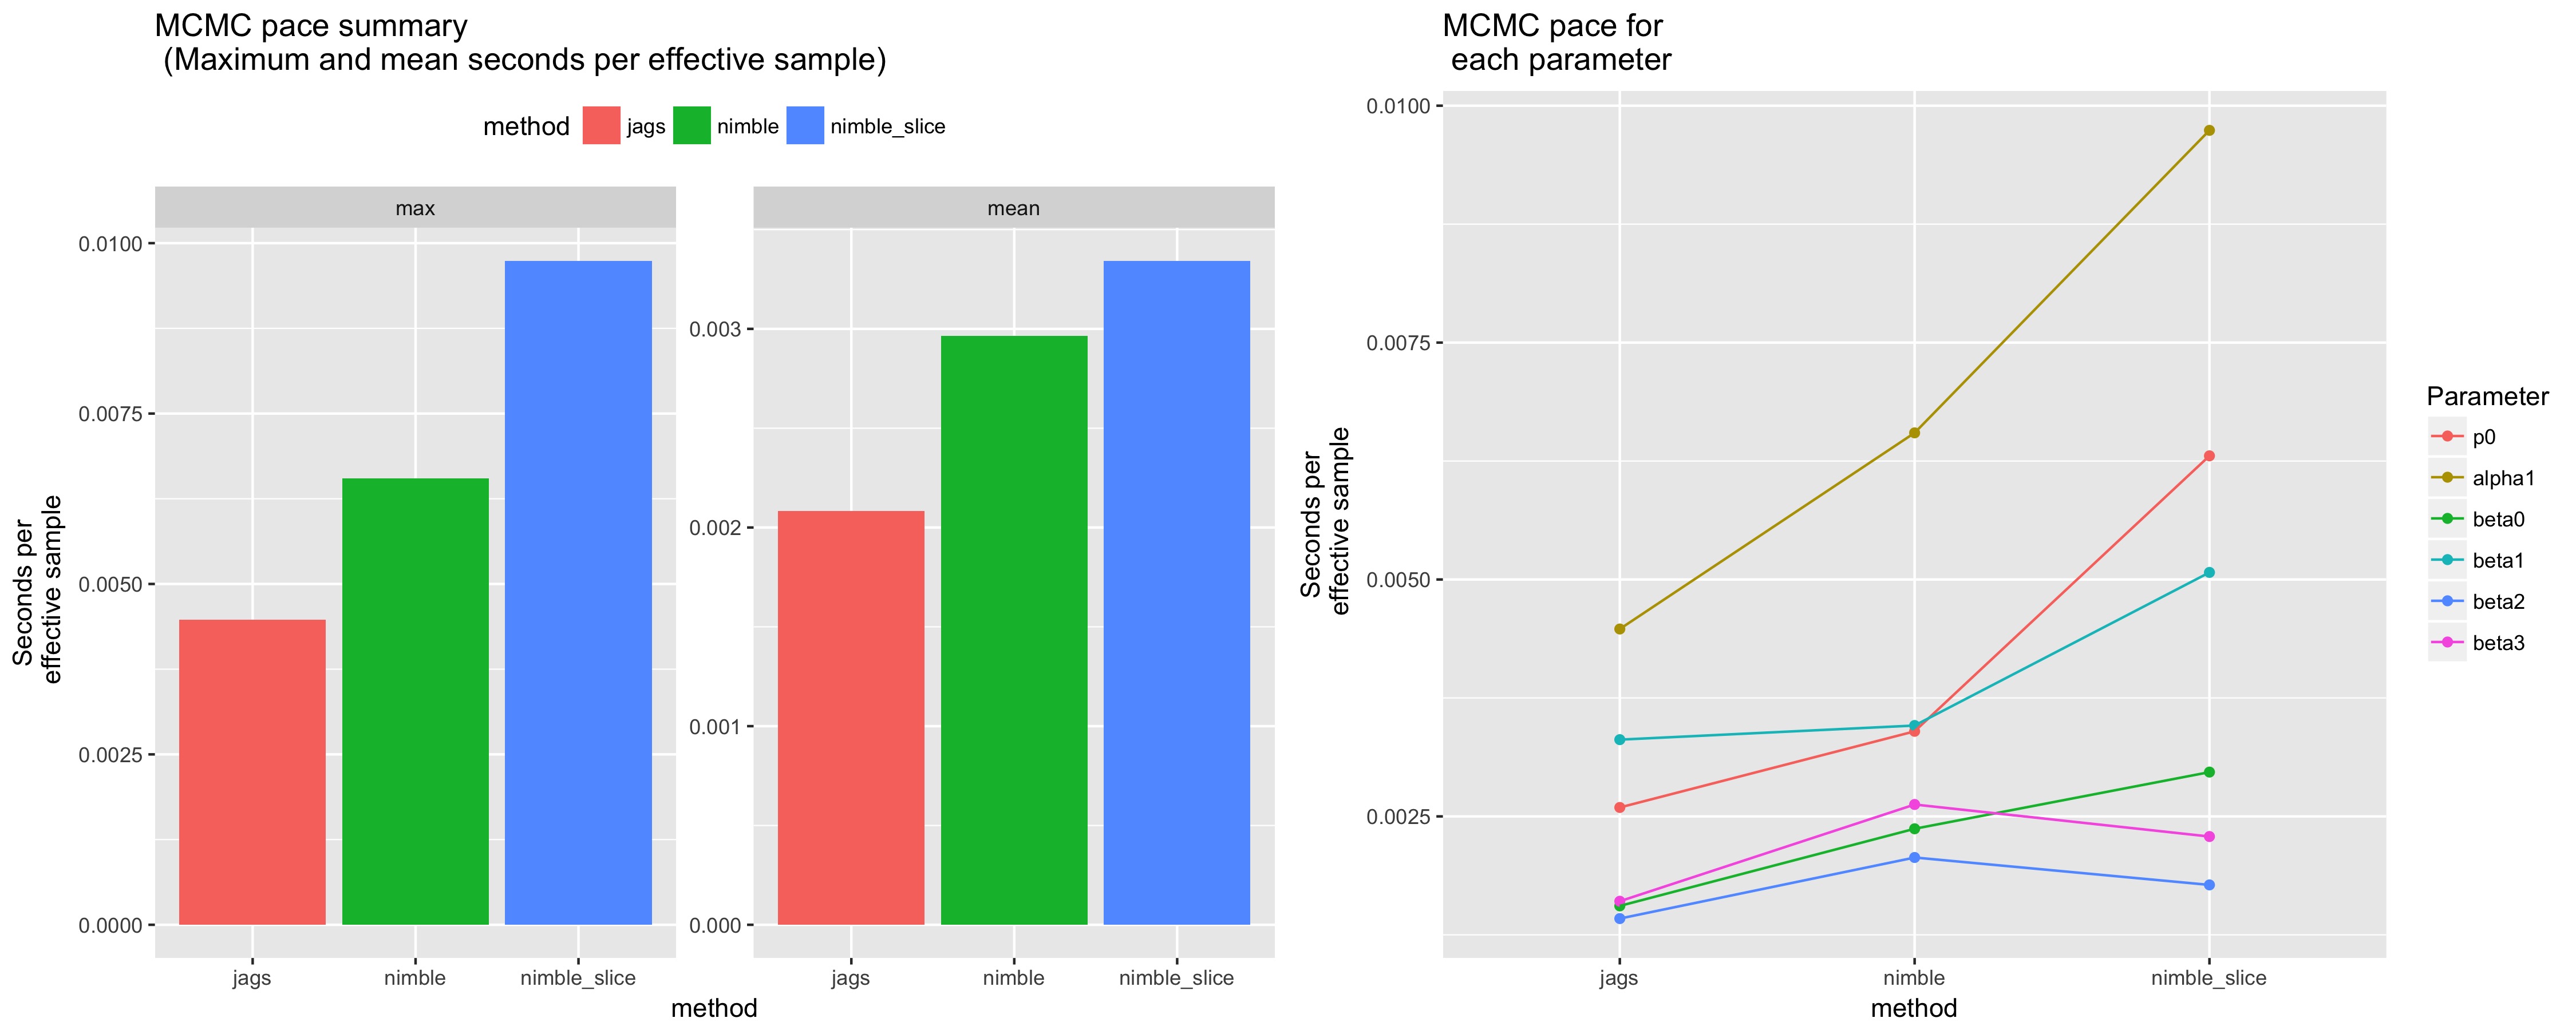 MCMC pace summary
(Maximum and mean seconds per effective sample)
method jags nimble nimble_slice
max
mean
0.0100
0.0075
0.0050
0.0025
0.0000
0.003
0.002
0.001
0.000
Seconds per
effective sample
jags nimble nimble_slice
jags nimble nimble_slice
method
MCMC pace for
each parameter
0.0100
0.0075
0.0050
0.0025
Seconds per
effective sample
jags nimble nimble_slice
method
Parameter
p0
alpha1
beta0
beta1
beta2
beta3